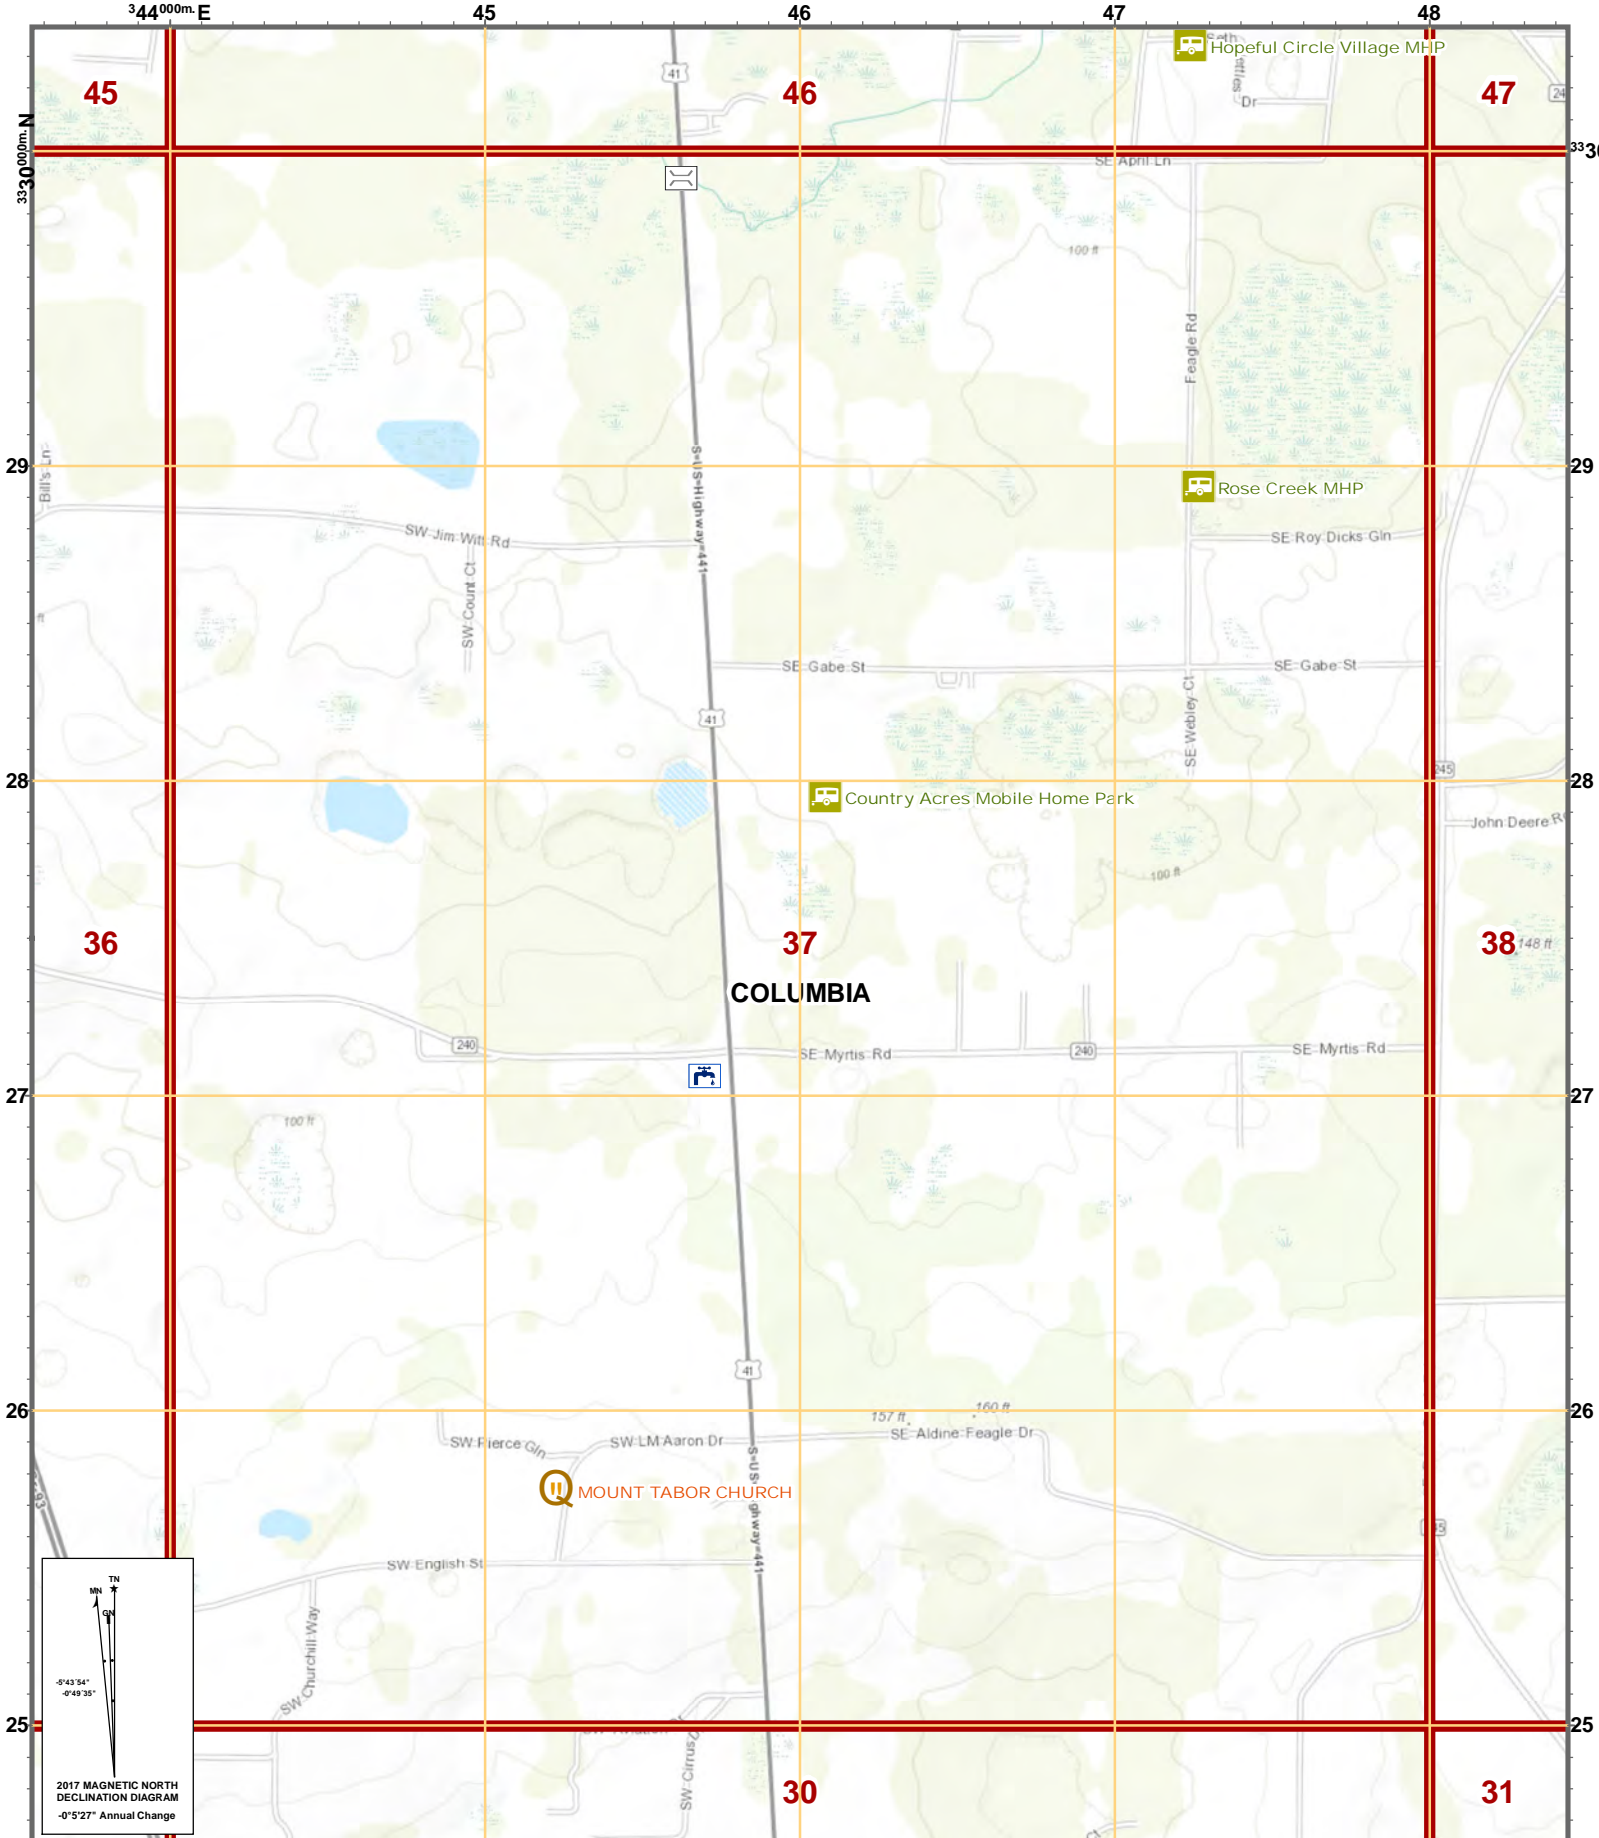 344000m. E
45
46
47
48
Hopeful Circle Village MHP
Seth
ettles
Dr
41
45
46
47
24
3330000m. N
SE April Ln
100 ft
Feagle Rd
29
29
Bill's Ln
S US Highway 441
Rose Creek MHP
SW Jim Witt Rd
SE Roy Dicks Gln
SW Count Ct
SE Gabe St
SE Gabe St
SE Webley Ct
41
28
245
28
Country Acres Mobile Home Park
John Deere R
100 ft
36
37
38
148 ft
COLUMBIA
240
SE Myrtis Rd
240
SE Myrtis Rd
27
27
100 ft
41
26
26
157 ft
160 ft
SW Pierce Gln
SW LM Aaron Dr
SE Aldine Feagle Dr
MOUNT TABOR CHURCH
S US
ghway 441
SW English St
SW Churchill Way
TN
MN
GN
-5°43'54"
-0°49'35"
2017 MAGNETIC NORTH
DECLINATION DIAGRAM
-0°5'27" Annual Change
25
25
SW Cirrus
30
31